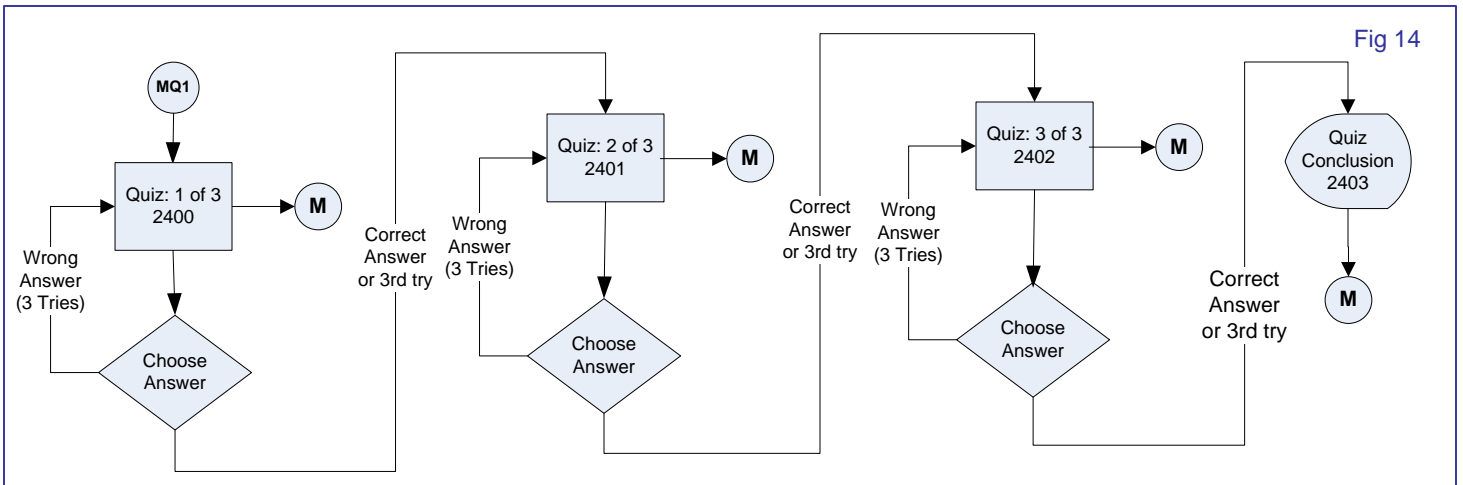 Fig 14
MQ1
Quiz: 1 of 3
2400
M
Wrong
Answer
(3 Tries)
Choose
Answer
Correct
Answer
or 3rd try
Quiz: 2 of 3
2401
M
Wrong
Answer
(3 Tries)
Choose
Answer
Correct
Answer
or 3rd try
Quiz: 3 of 3
2402
M
Wrong
Answer
(3 Tries)
Choose
Answer
Correct
Answer
or 3rd try
Quiz
Conclusion
2403
M